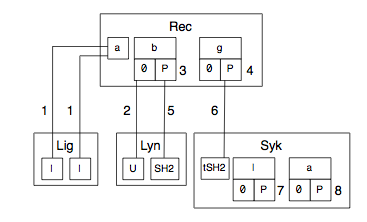 Rec
a b g
0 P 3 0 P 4
1 1 2 5 6
Lig Lyn Syk
l l U SH2 tSH2 l a
0 P 7 0 P 8